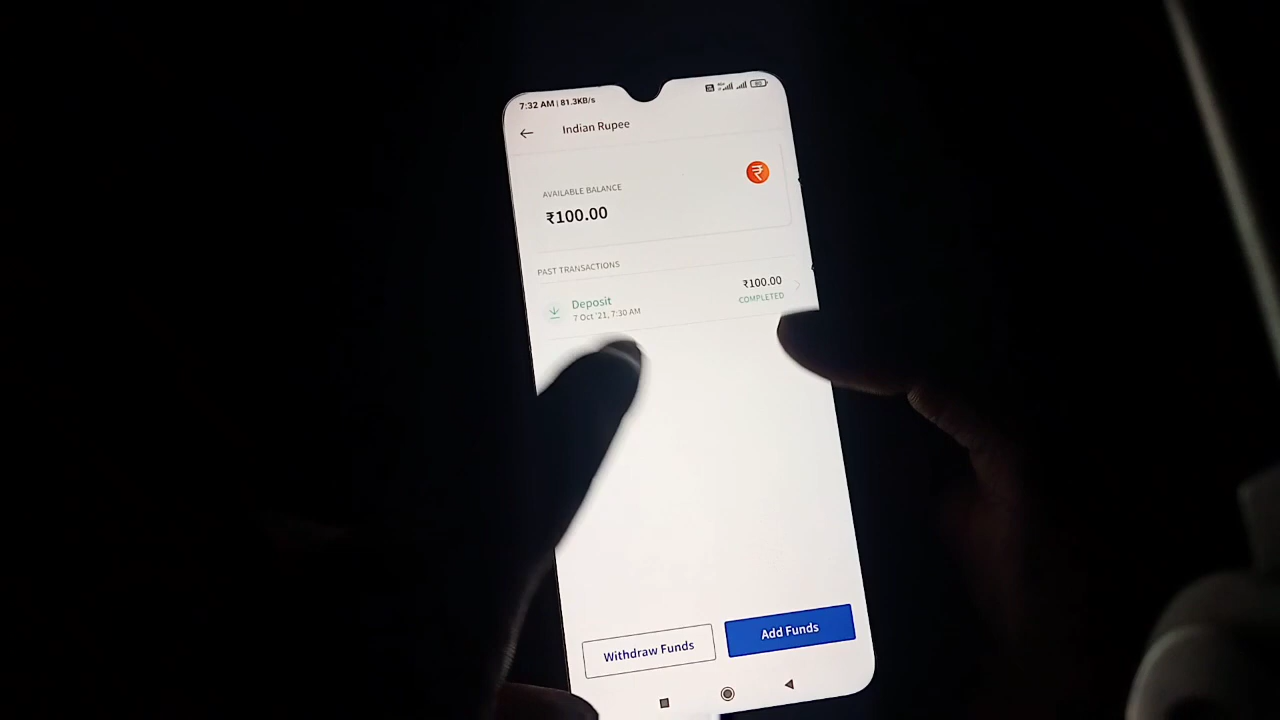 7:32 AM | 81.3KB/s
Indian Rupee
AVAILABLE BALANCE
₹100.00
PAST TRANSACTIONS
Deposit ₹100.00
7 Oct '21, 7:30 AM COMPLETED
Withdraw Funds Add Funds